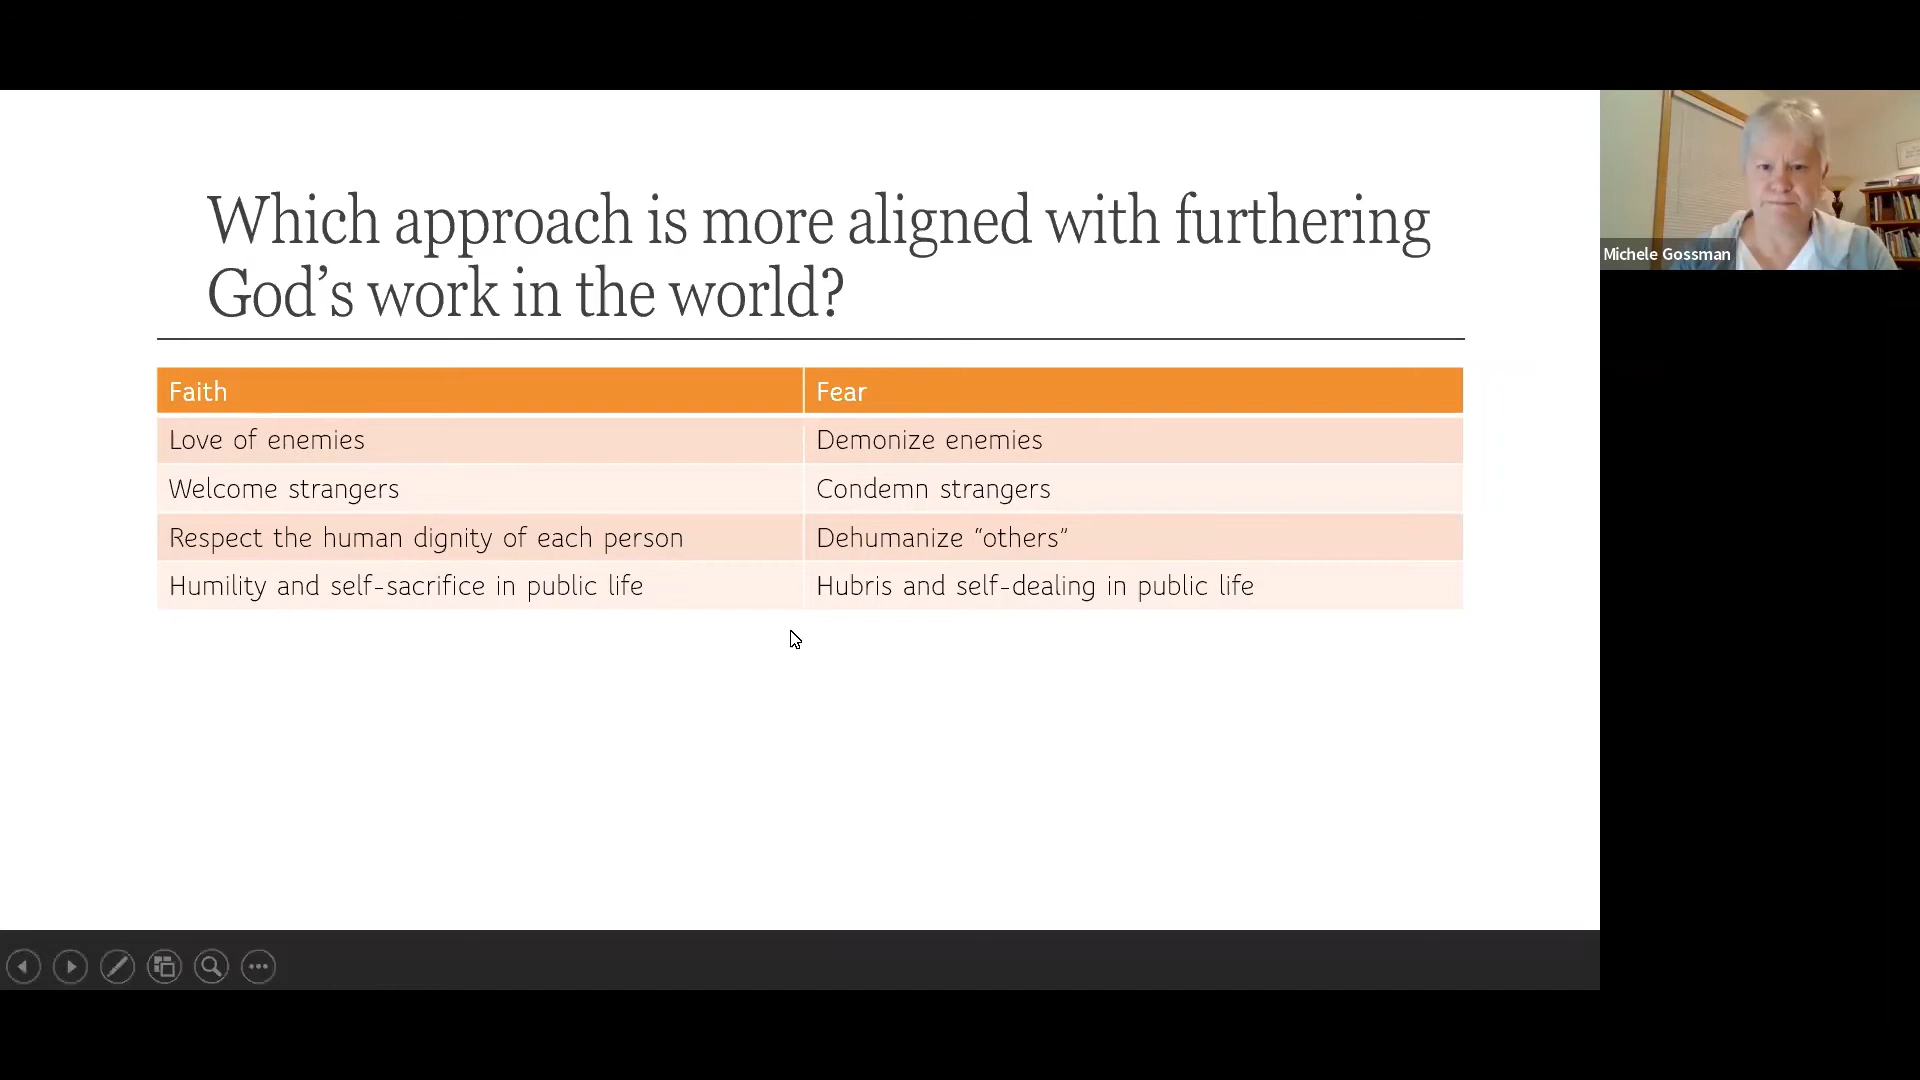 Which approach is more aligned with furthering
God’s work in the world?
Faith
Fear
Love of enemies
Demonize enemies
Welcome strangers
Condemn strangers
Respect the human dignity of each person
Dehumanize “others”
Humility and self-sacrifice in public life
Hubris and self-dealing in public life
Michele Gossman